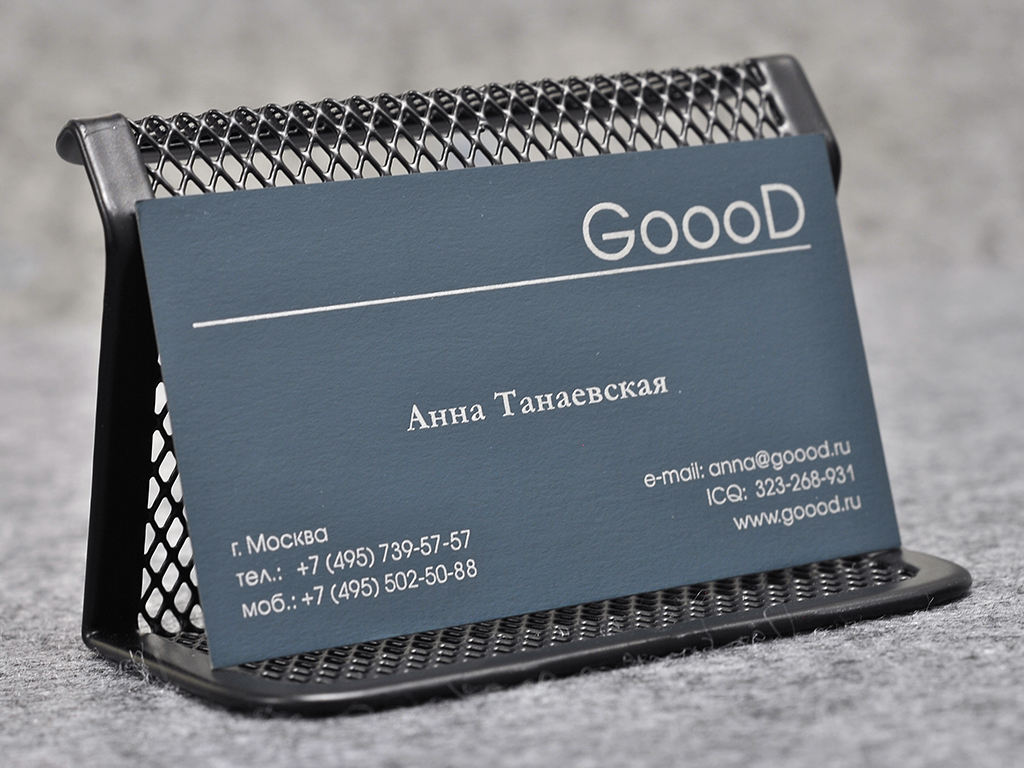 GoooD
Анна Танаевская
e-mail: anna@goood.ru
ICQ: 323-268-931
www.goood.ru
г. Москва
тел.: +7 (495) 739-57-57
моб.: +7 (495) 502-50-88